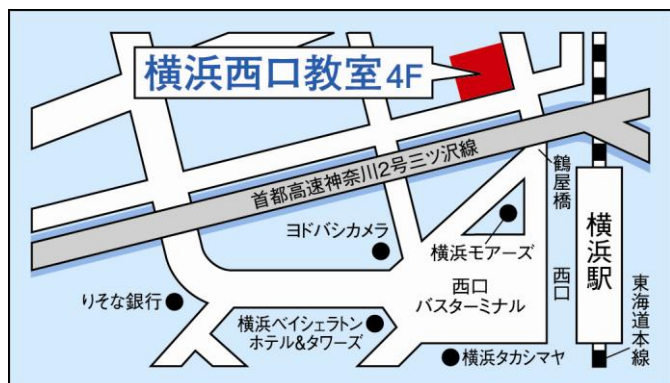 横浜西口教室4F
首都高速神奈川2号三ツ沢線
鶴屋橋
ヨドバシカメラ
横浜モアーズ
横浜駅
西口
西口
バスターミナル
東海道本線
りそな銀行
横浜ベイシェラトン
ホテル&タワーズ
横浜タカシマヤ